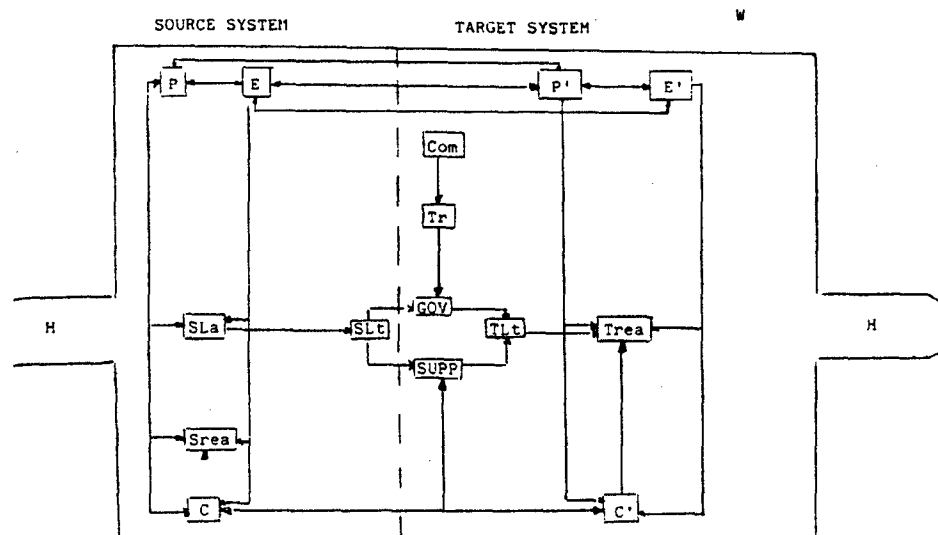 W
SOURCE SYSTEM TARGET SYSTEM
P E P' E'
Com
Tr
GOV
H SLa SLt TLt Trea H
SUPP
Srea
C C'